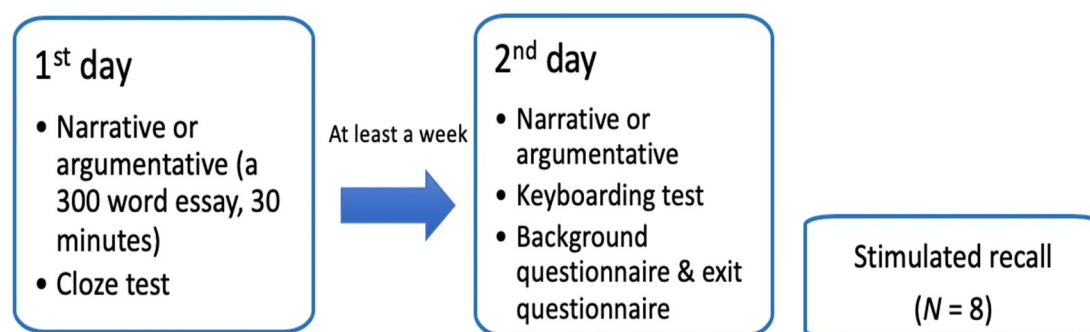 1st day
• Narrative or
argumentative (a
300 word essay, 30
minutes)
• Cloze test
At least a week
2nd day
• Narrative or
argumentative
• Keyboarding test
• Background
questionnaire & exit
questionnaire
Stimulated recall
(N = 8)